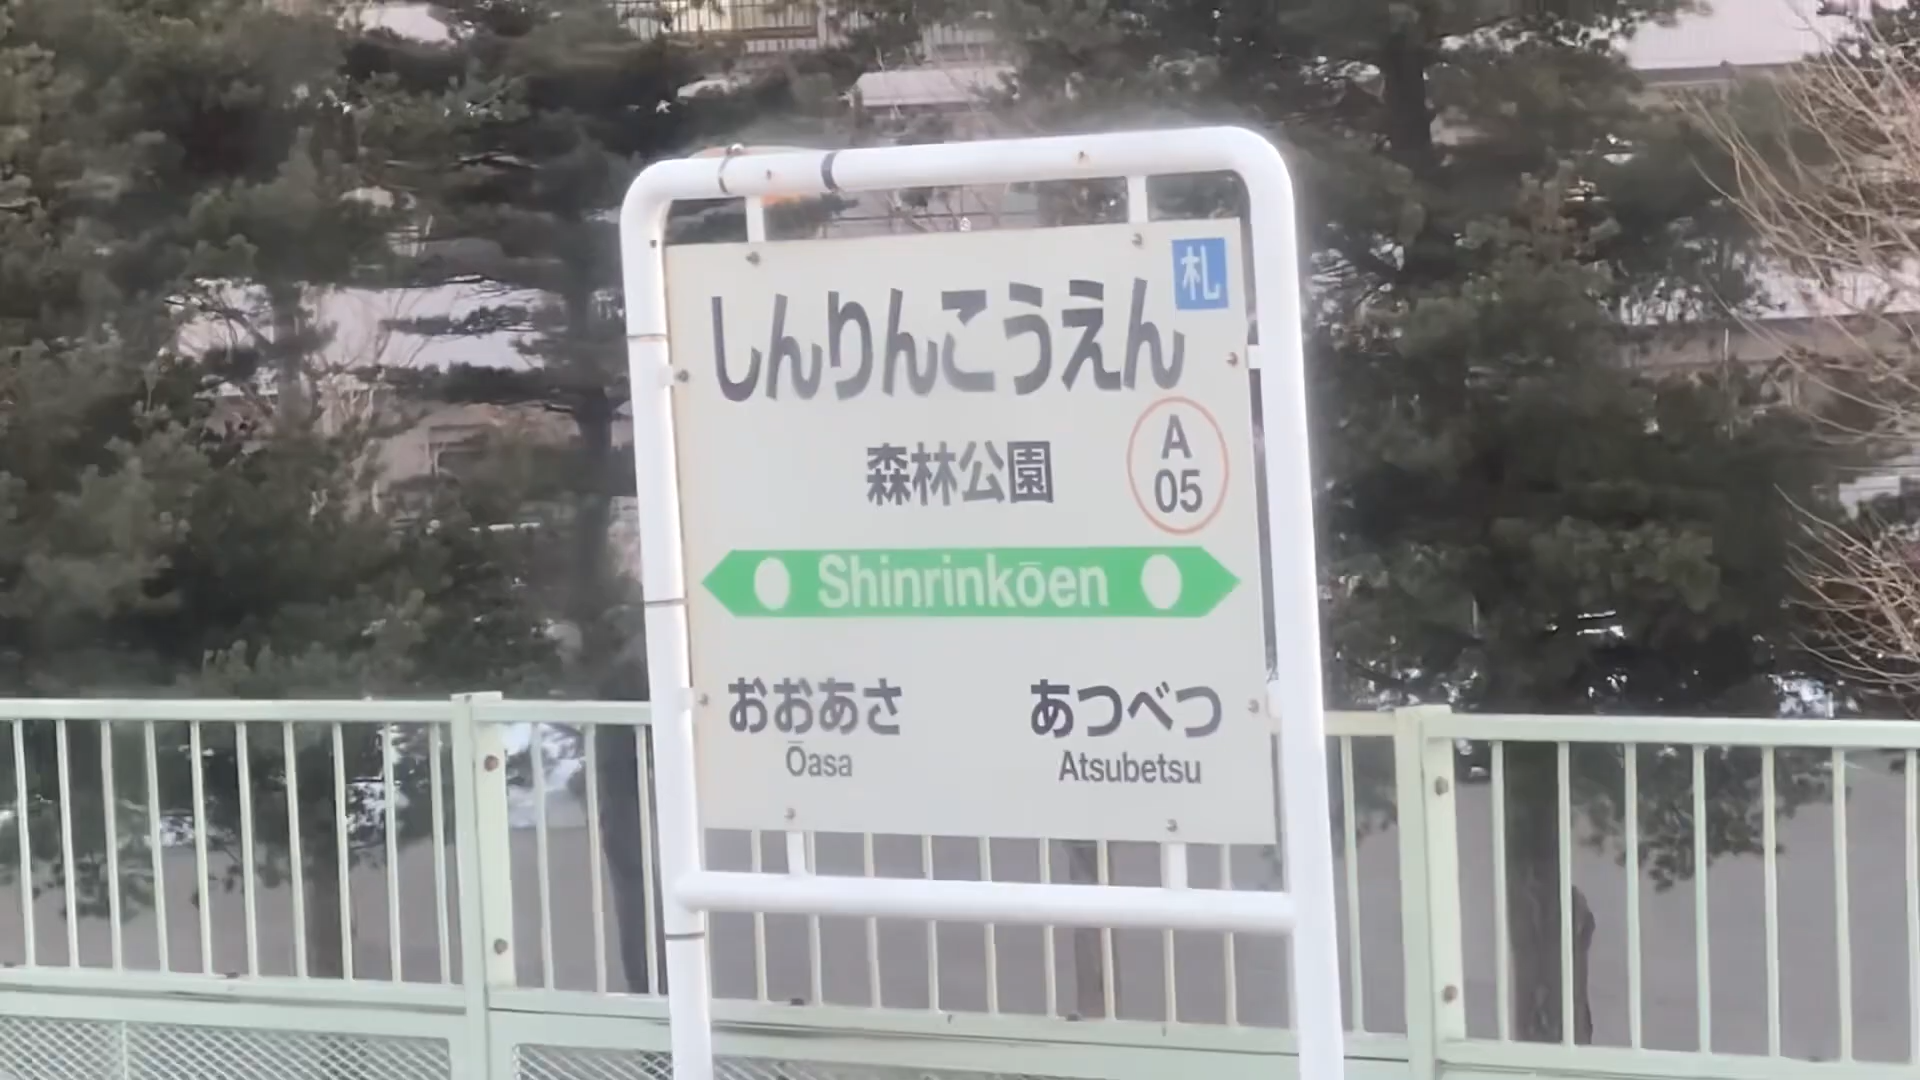 札
しんりんこうえん
森林公園
A
05
Shinrinkōen
おおあさ
Ōasa
あつべつ
Atsubetsu